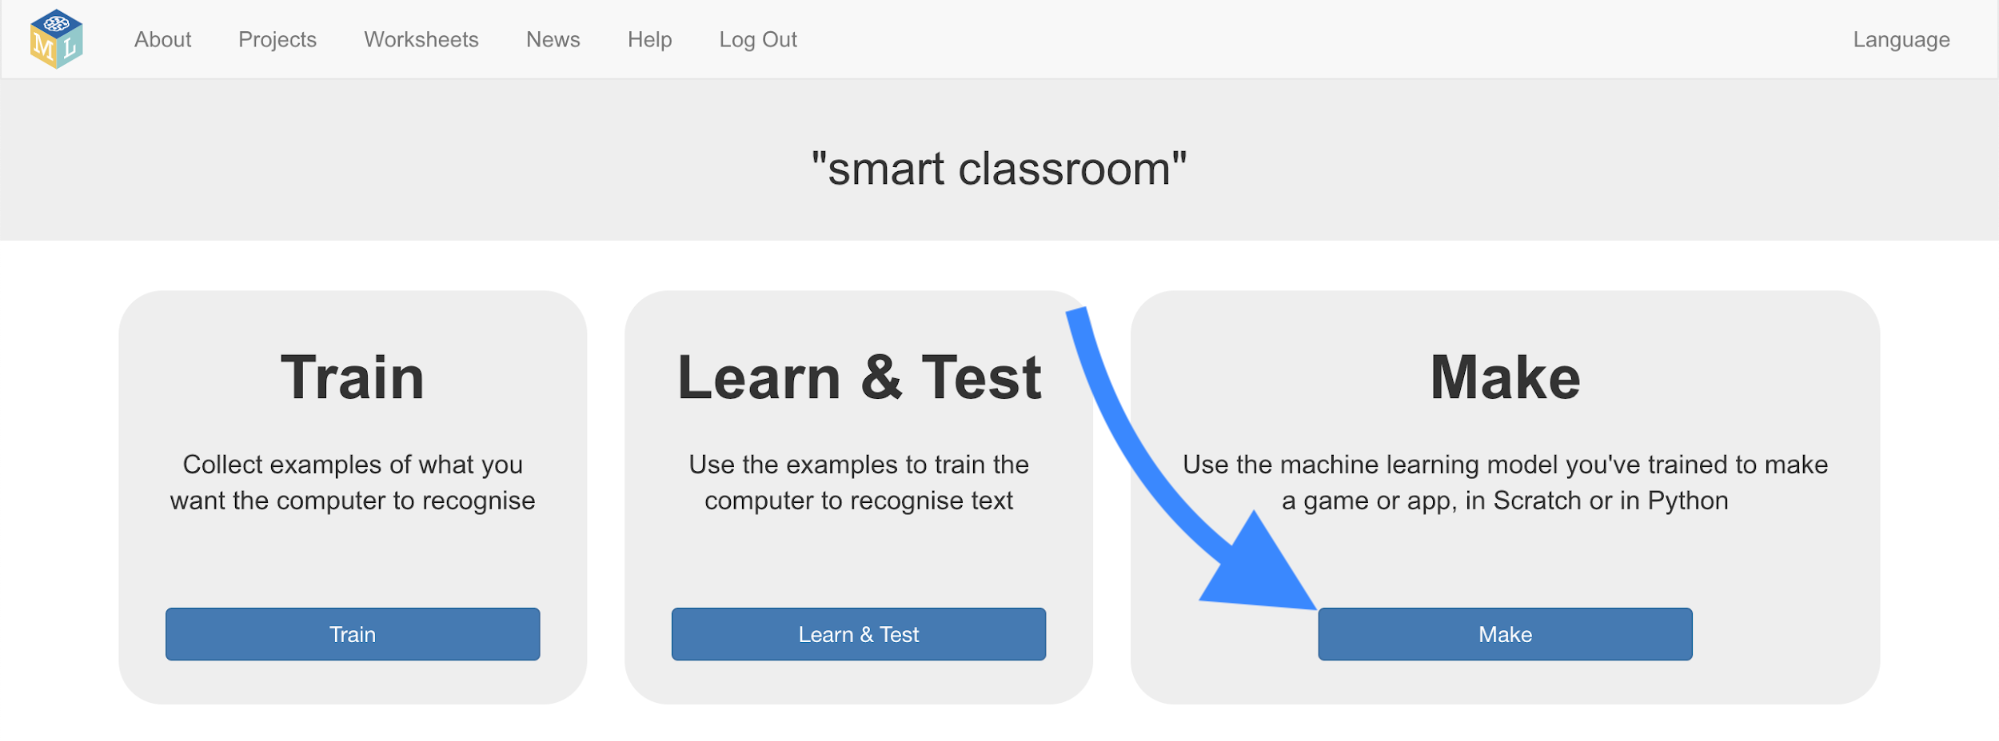 M L
About Projects Worksheets News Help Log Out Language
"smart classroom"
Train
Collect examples of what you
want the computer to recognise
Train
Learn & Test
Use the examples to train the
computer to recognise text
Learn & Test
Make
Use the machine learning model you've trained to make
a game or app, in Scratch or in Python
Make